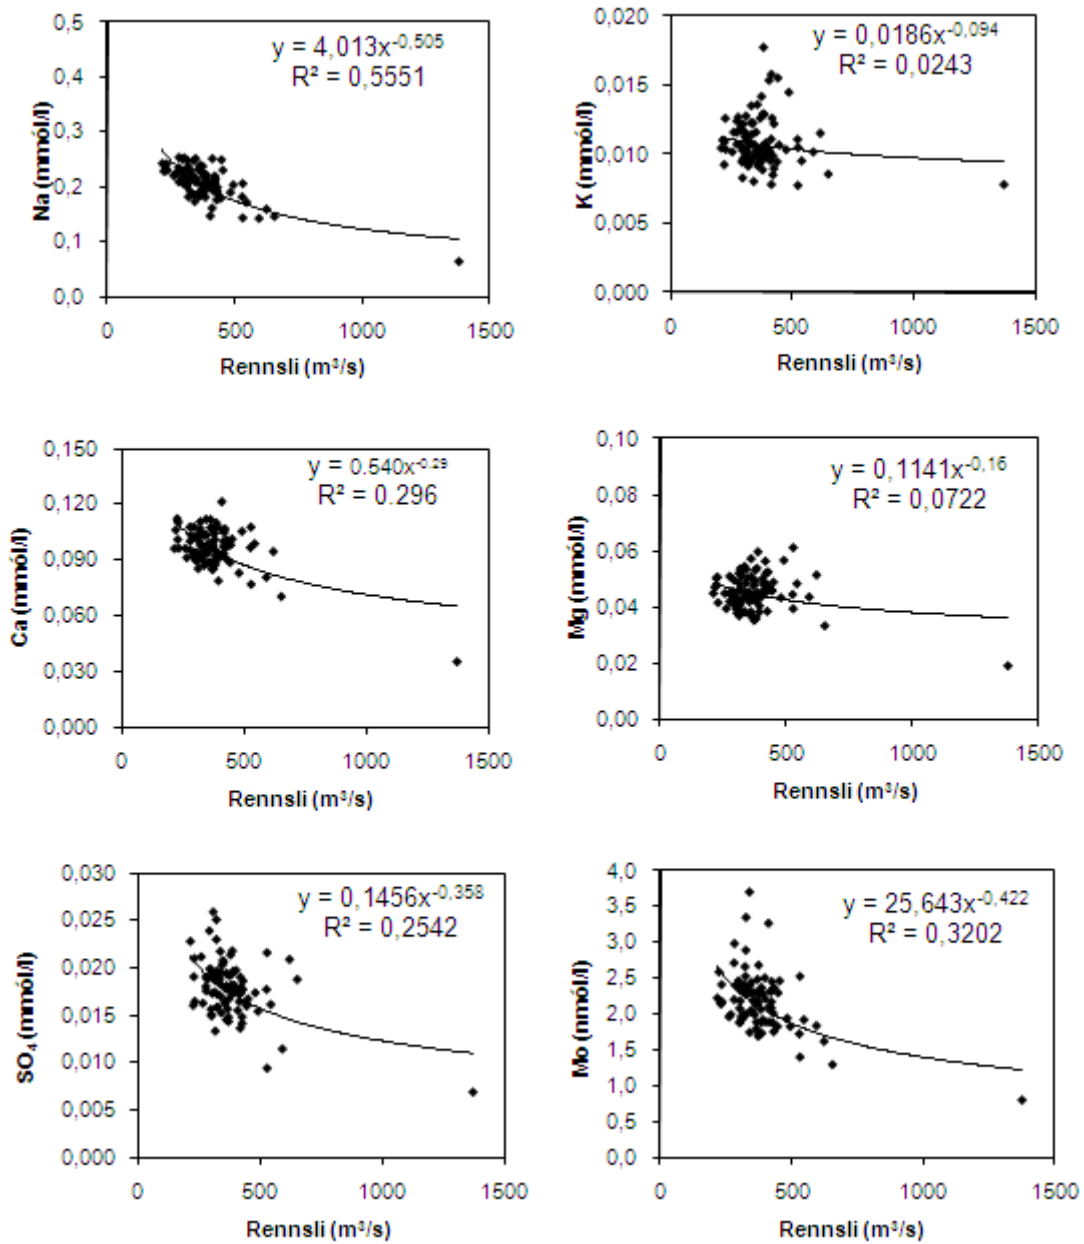 0,5
0,4
0,3
0,2
0,1
0,0
Na (mmól/l)
y = 4,013x-0,505
R² = 0,5551
0 500 1000 1500
Rennsli (m³/s)
0,020
0,015
0,010
0,005
0,000
K (mmól/l)
y = 0,0186x-0,094
R² = 0,0243
0 500 1000 1500
Rennsli (m³/s)
0,150
0,120
0,090
0,060
0,030
0,000
Ca (mmól/l)
y = 0.540x-0.29
R² = 0.296
0 500 1000 1500
Rennsli (m³/s)
0,10
0,08
0,06
0,04
0,02
0,00
Mg (mmól/l)
y = 0,1141x-0,16
R² = 0,0722
0 500 1000 1500
Rennsli (m³/s)
0,030
0,025
0,020
0,015
0,010
0,005
0,000
SO₄ (mmól/l)
y = 0,1456x-0,358
R² = 0,2542
0 500 1000 1500
Rennsli (m³/s)
4,0
3,5
3,0
2,5
2,0
1,5
1,0
0,5
0,0
Mo (nmól/l)
y = 25,643x-0,422
R² = 0,3202
0 500 1000 1500
Rennsli (m³/s)